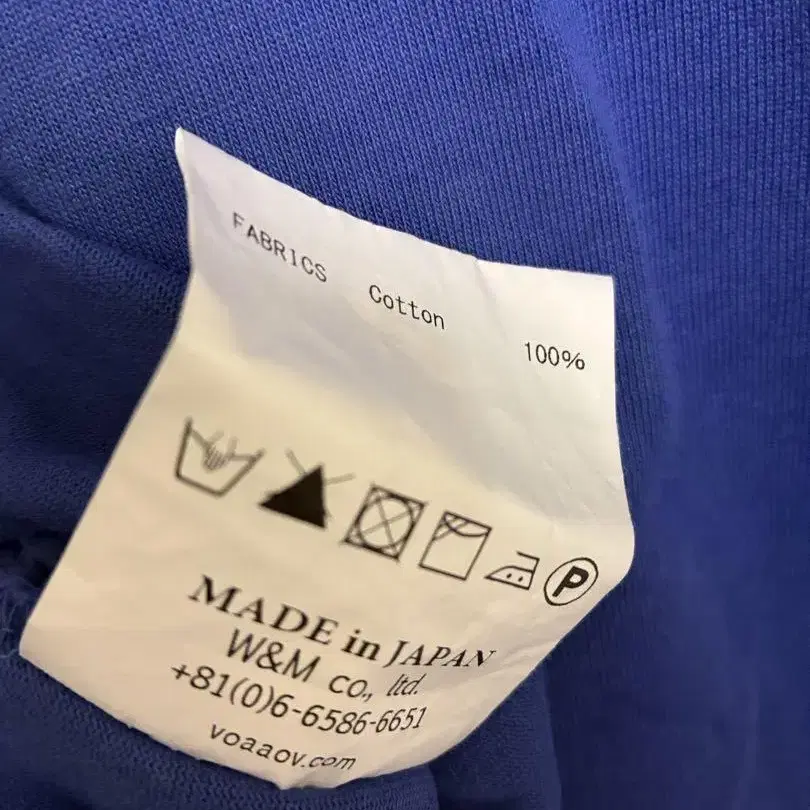 FABRICS Cotton 100%
P
MADE in JAPAN
W&M co., ltd.
+81(0)6-6586-6651
voaaov.com